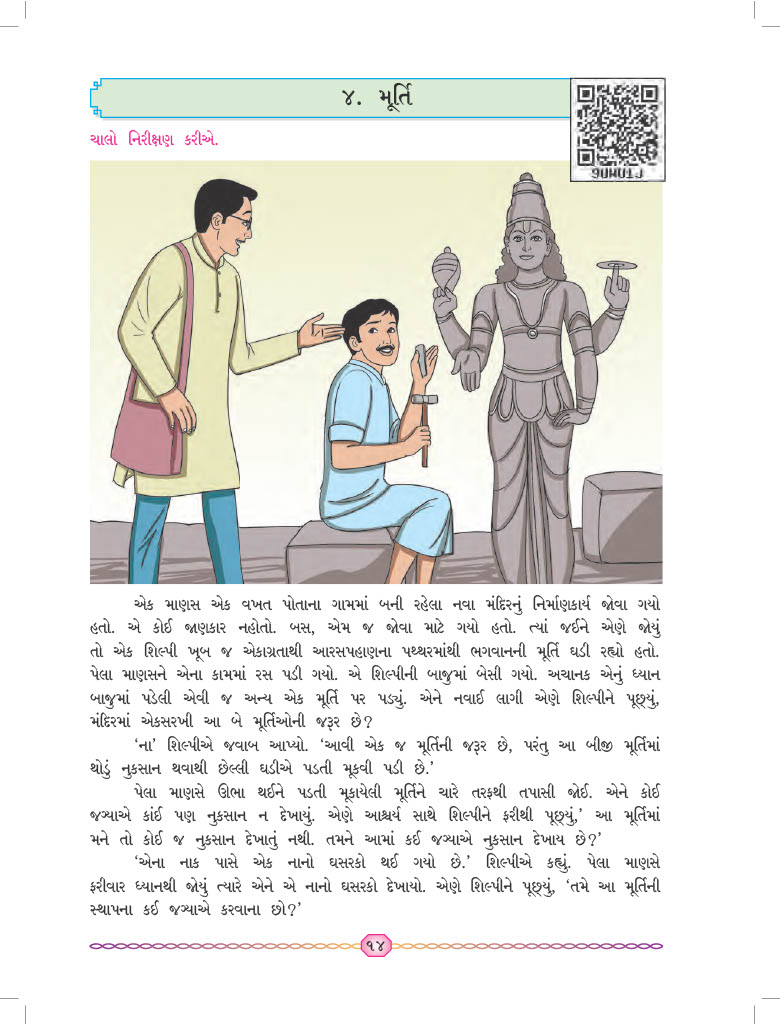 ૪. મૂર્તિ
9UHU1J
ચાલો નિરીક્ષણ કરીએ.
એક માણસ એક વખત પોતાના ગામમાં બની રહેલા નવા મંદિરનું નિર્માણકાર્ય જોવા ગયો
હતો. એ કોઈ જાણકાર નહોતો. બસ, એમ જ જોવા માટે ગયો હતો. ત્યાં જઈને એણે જોયું
તો એક શિલ્પી ખૂબ જ એકાગ્રતાથી આરસપહાણના પથ્થરમાંથી ભગવાનની મૂર્તિ ઘડી રહ્યો હતો.
પેલા માણસને એના કામમાં રસ પડી ગયો. એ શિલ્પીની બાજુમાં બેસી ગયો. અચાનક એનું ધ્યાન
બાજુમાં પડેલી એવી જ અન્ય એક મૂર્તિ પર પડ્યું. એને નવાઈ લાગી એણે શિલ્પીને પૂછ્યું,
મંદિરમાં એકસરખી આ બે મૂર્તિઓની જરૂર છે?
‘ના’ શિલ્પીએ જવાબ આપ્યો. ‘આવી એક જ મૂર્તિની જરૂર છે, પરંતુ આ બીજી મૂર્તિમાં
થોડું નુકસાન થવાથી છેલ્લી ઘડીએ પડતી મૂકવી પડી છે.’
પેલા માણસે ઊભા થઈને પડતી મૂકાયેલી મૂર્તિને ચારે તરફથી તપાસી જોઈ. એને કોઈ
જગ્યાએ કાંઈ પણ નુકસાન ન દેખાયું. એણે આશ્ચર્ય સાથે શિલ્પીને ફરીથી પૂછ્યું,’ આ મૂર્તિમાં
મને તો કોઈ જ નુકસાન દેખાતું નથી. તમને આમાં કઈ જગ્યાએ નુકસાન દેખાય છે?’
‘એના નાક પાસે એક નાનો ઘસરકો થઈ ગયો છે.’ શિલ્પીએ કહ્યું. પેલા માણસે
ફરીવાર ધ્યાનથી જોયું ત્યારે એને એ નાનો ઘસરકો દેખાયો. એણે શિલ્પીને પૂછ્યું, ‘તમે આ મૂર્તિની
સ્થાપના કઈ જગ્યાએ કરવાના છો?’
૧૪